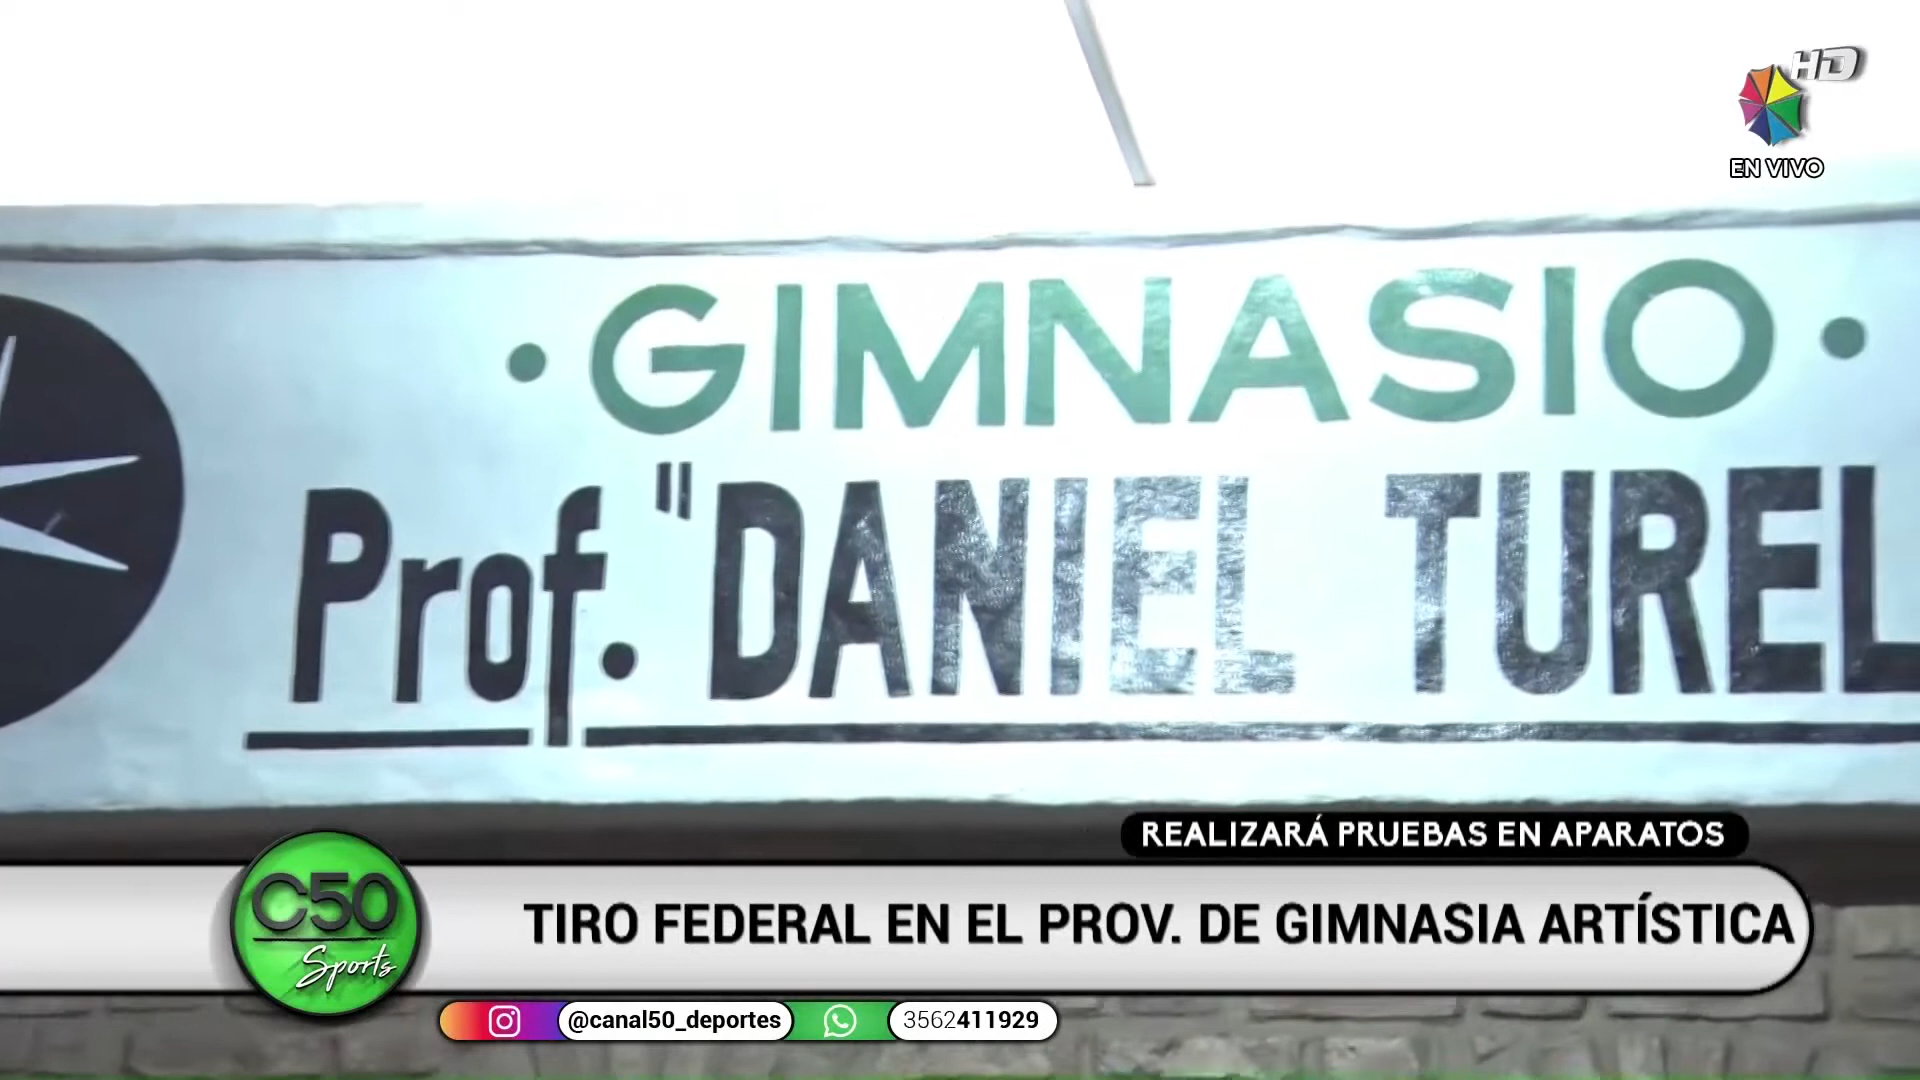 HD
EN VIVO
• GIMNASIO •
Prof. "DANIEL TUREL
REALIZARÁ PRUEBAS EN APARATOS
TIRO FEDERAL EN EL PROV. DE GIMNASIA ARTÍSTICA
C50
Sports
@canal50_deportes
3562411929